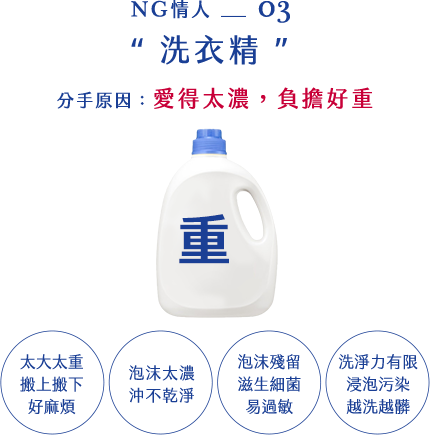 NG情人 __ 03
“ 洗衣精 ”
分手原因：愛得太濃，負擔好重
重
太大太重
搬上搬下
好麻煩
泡沫太濃
沖不乾淨
泡沫殘留
滋生細菌
易過敏
洗淨力有限
浸泡污染
越洗越髒